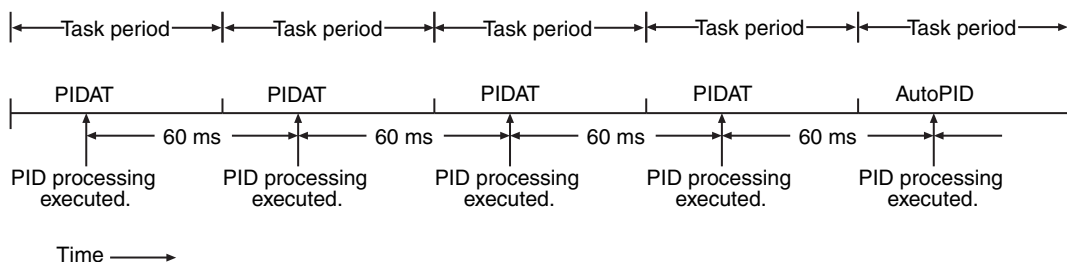 Task period Task period Task period Task period Task period
PIDAT PIDAT PIDAT PIDAT AutoPID
60 ms 60 ms 60 ms 60 ms
PID processing PID processing PID processing PID processing PID processing
executed. executed. executed. executed. executed.
Time